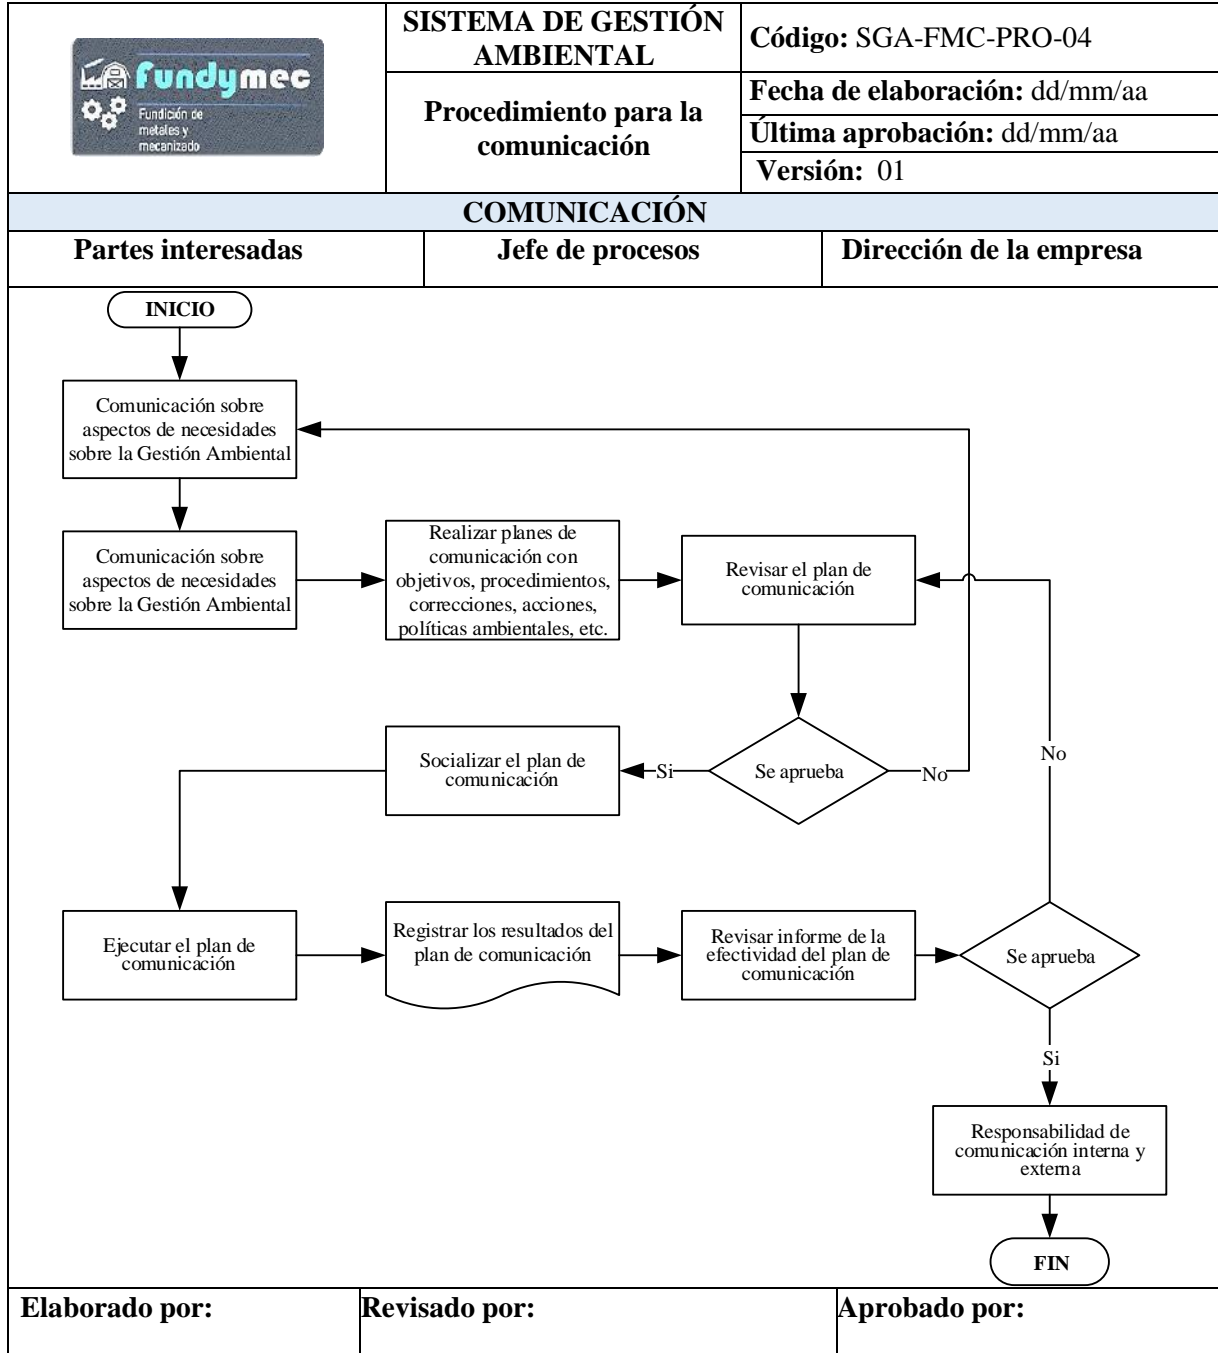 fundymec
Fundición de
metales y
mecanizado
SISTEMA DE GESTIÓN
AMBIENTAL
Procedimiento para la
comunicación
Código: SGA-FMC-PRO-04
Fecha de elaboración: dd/mm/aa
Última aprobación: dd/mm/aa
Versión: 01
COMUNICACIÓN
Partes interesadas
Jefe de procesos
Dirección de la empresa
INICIO
Comunicación sobre
aspectos de necesidades
sobre la Gestión Ambiental
Comunicación sobre
aspectos de necesidades
sobre la Gestión Ambiental
Realizar planes de
comunicación con
objetivos, procedimientos,
correcciones, acciones,
políticas ambientales, etc.
Revisar el plan de
comunicación
Socializar el plan de
comunicación
Si
Se aprueba
No
No
Ejecutar el plan de
comunicación
Registrar los resultados del
plan de comunicación
Revisar informe de la
efectividad del plan de
comunicación
Se aprueba
Si
Responsabilidad de
comunicación interna y
externa
FIN
Elaborado por:
Revisado por:
Aprobado por: